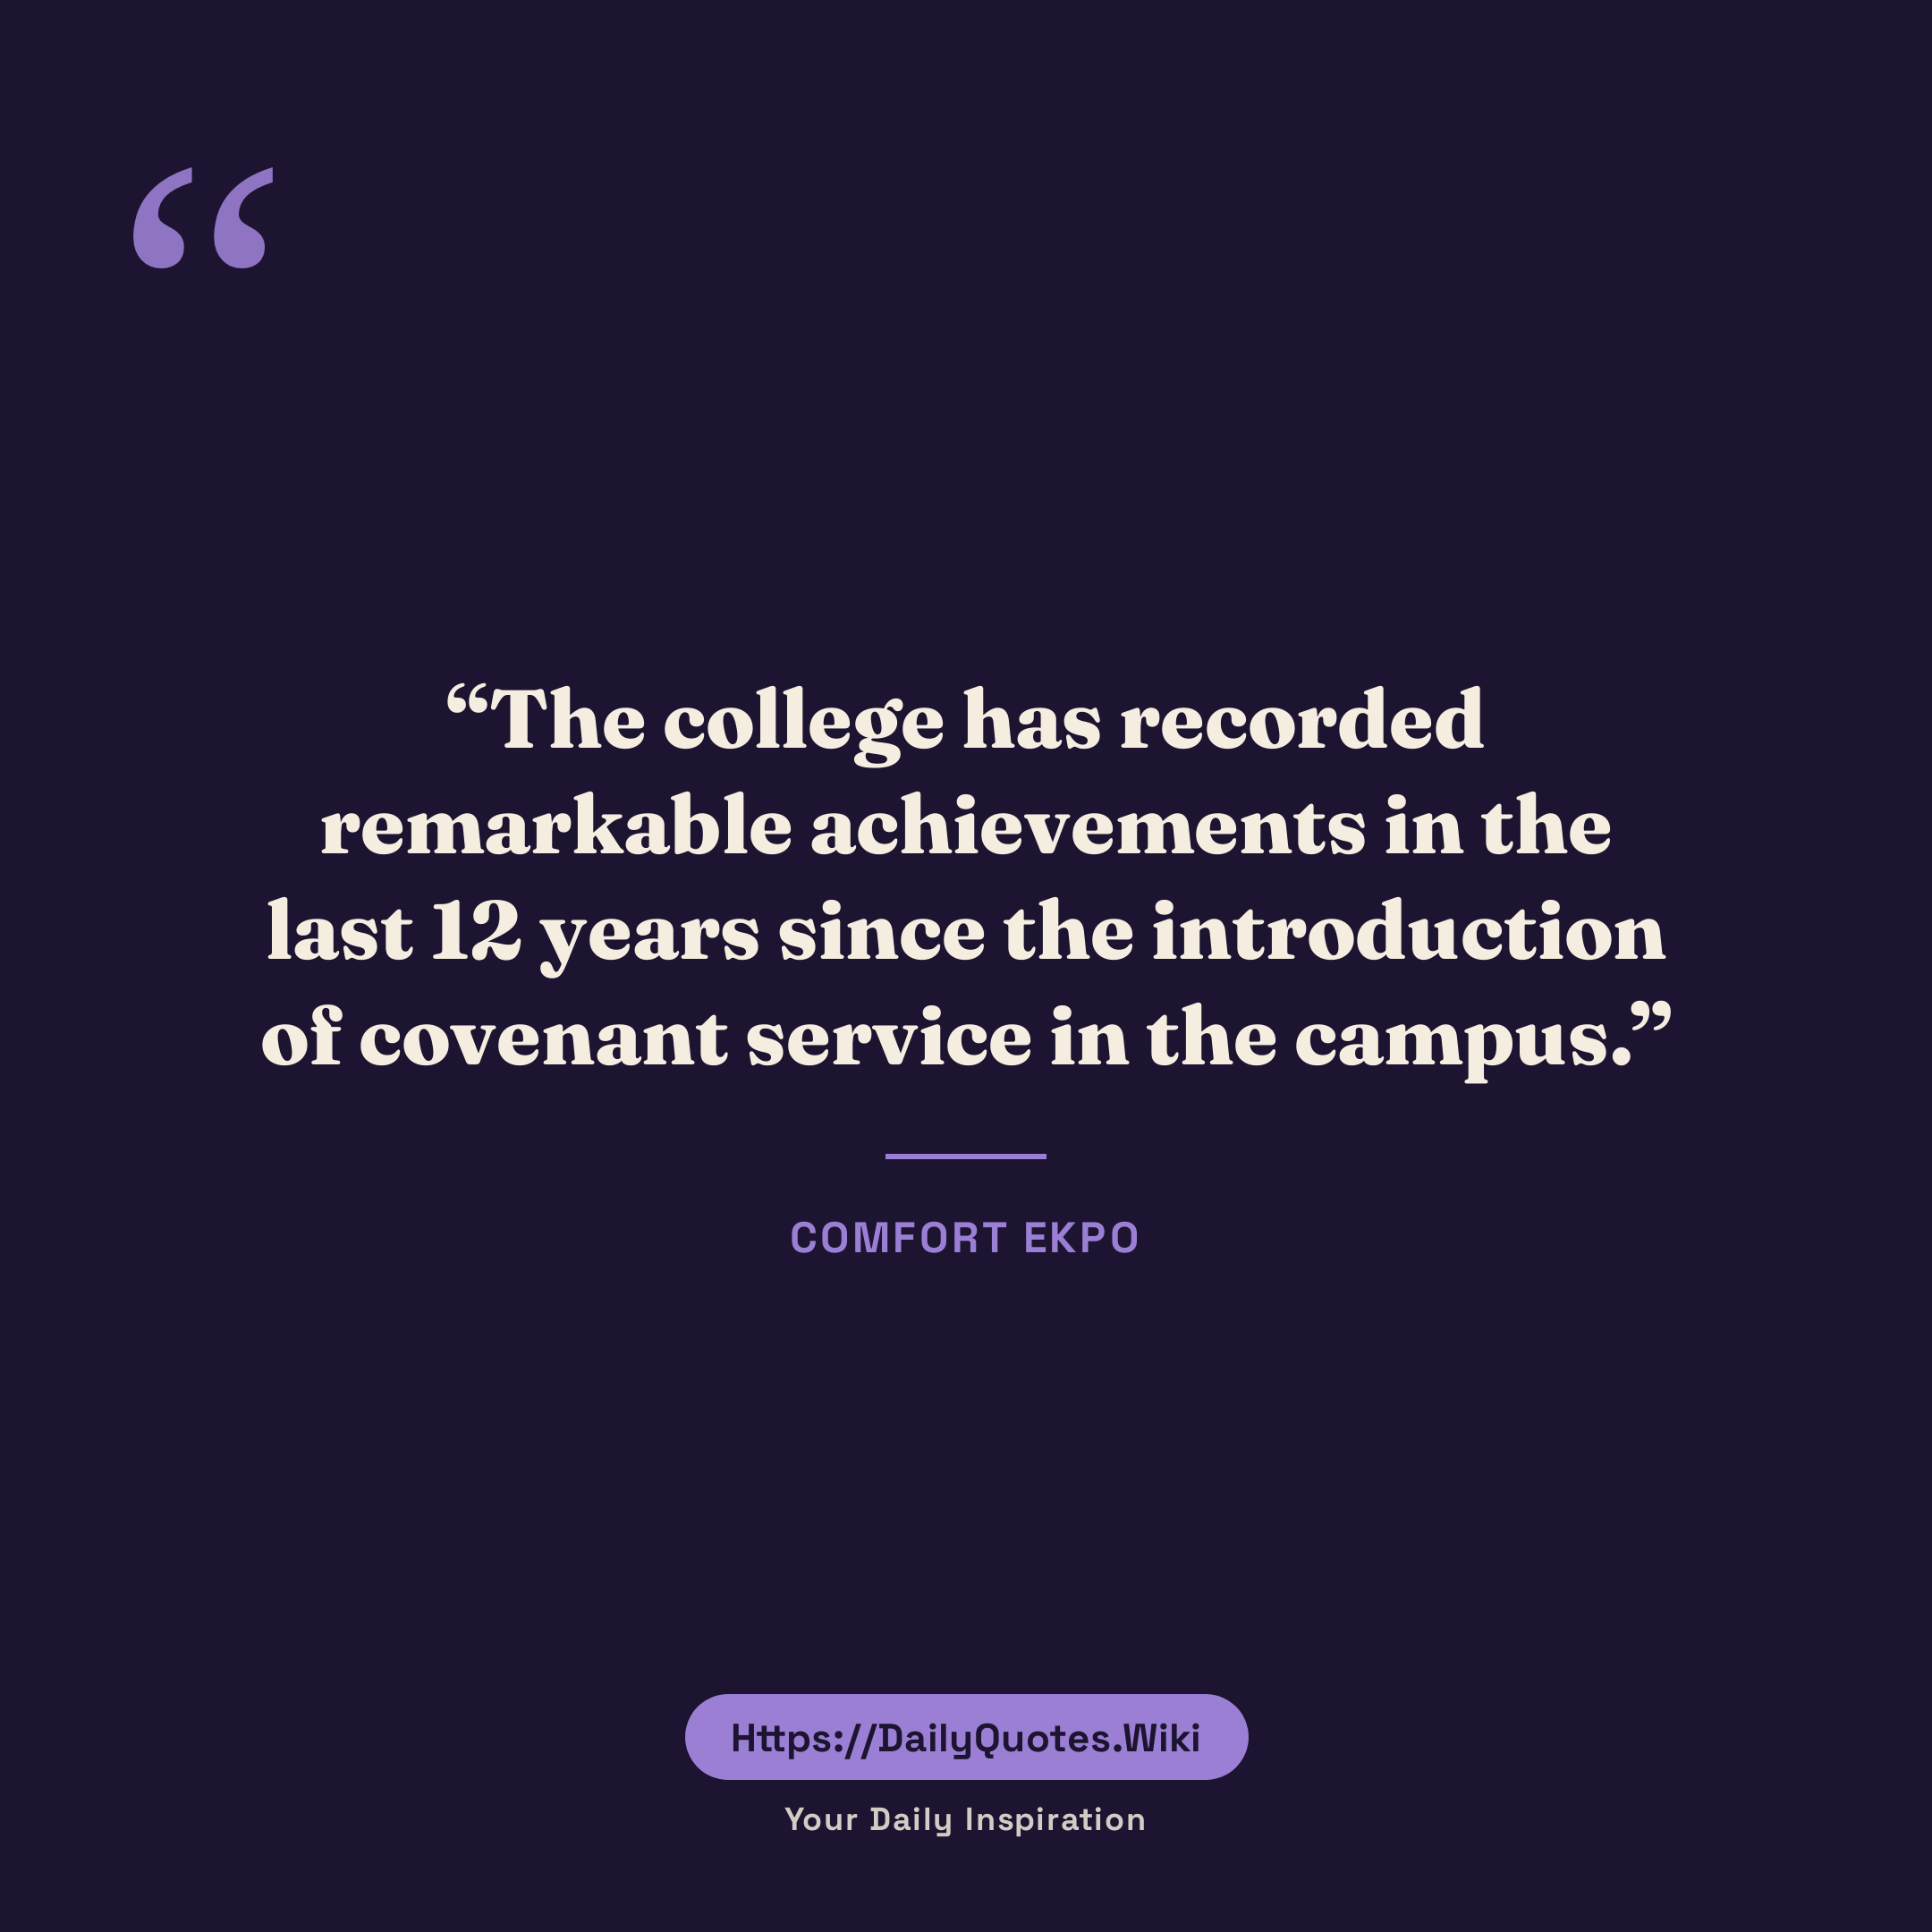 “
“The college has recorded
remarkable achievements in the
last 12 years since the introduction
of covenant service in the campus.”
COMFORT EKPO
Https://DailyQuotes.Wiki
Your Daily Inspiration